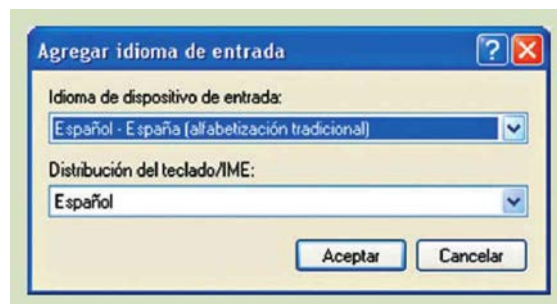 Agregar idioma de entrada
Idioma de dispositivo de entrada:
Español - España (alfabetización tradicional)
Distribución del teclado/IME:
Español
Aceptar Cancelar